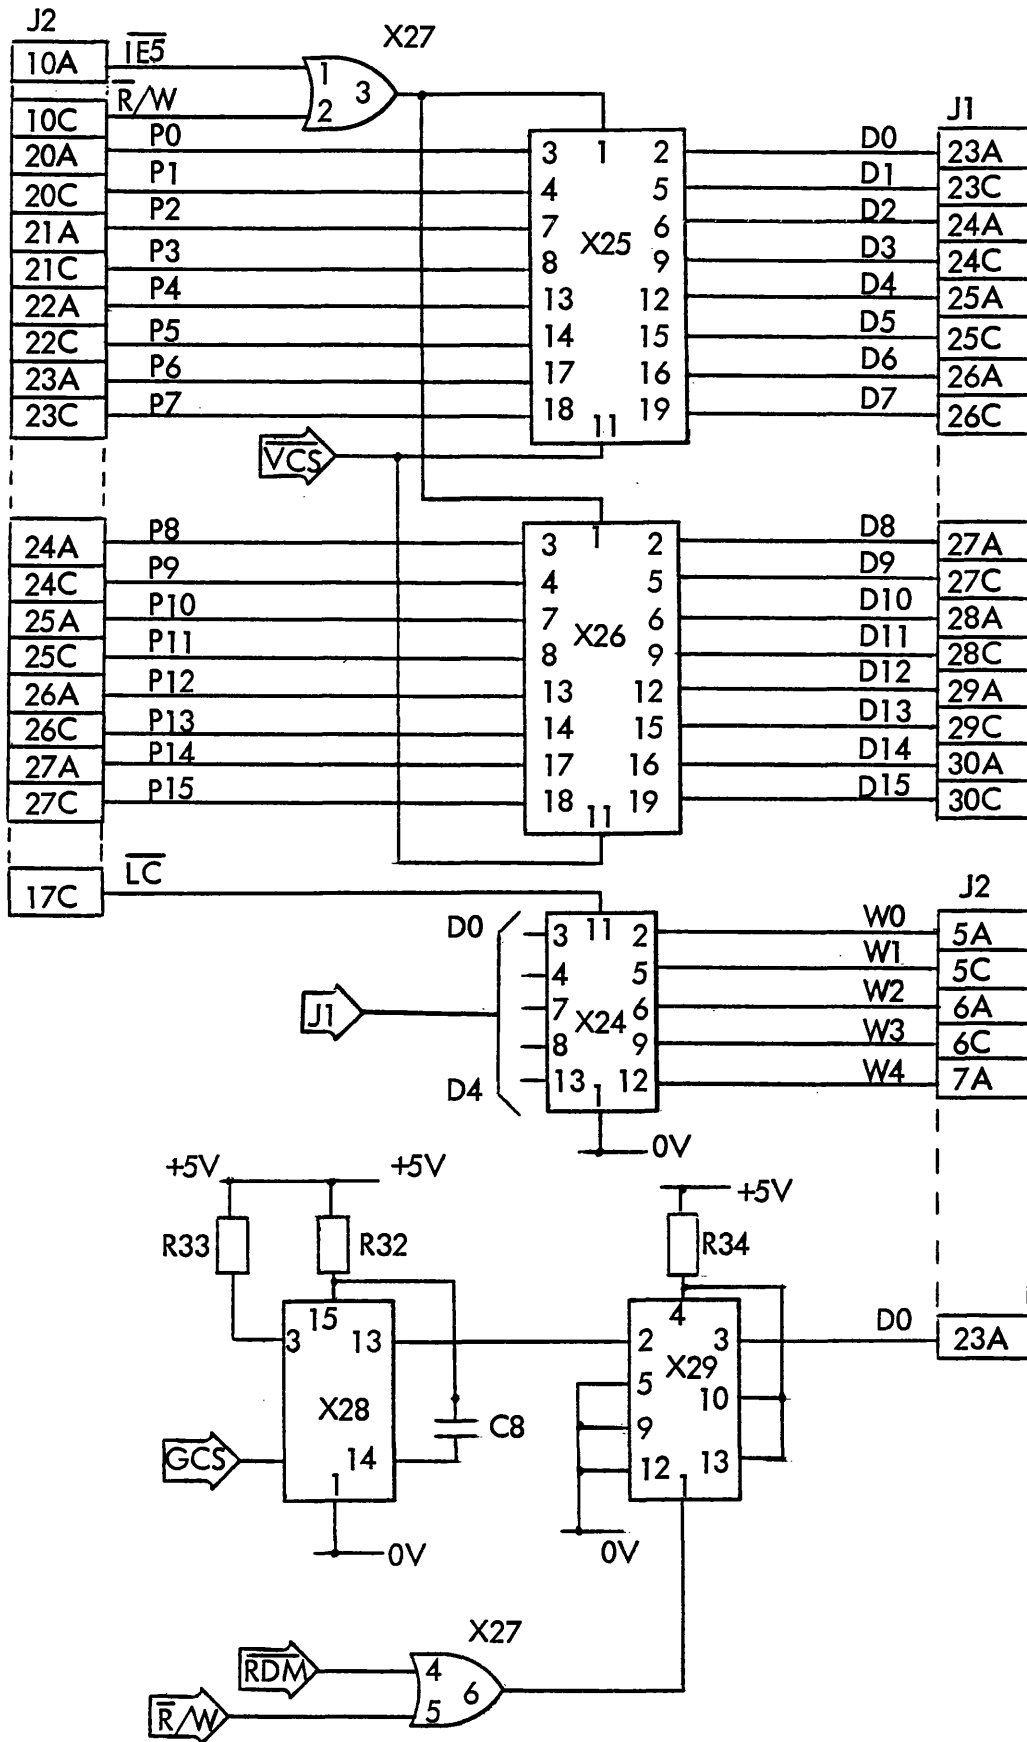 J2
X27
10A IE5
1
3
R/W
2
J1
10C
P0 3 1 2 D0 23A
20A
P1 4 5 D1 23C
20C
P2 7 6 D2 24A
21A
X25
P3 8 9 D3 24C
21C
P4 13 12 D4 25A
22A
P5 14 15 D5 25C
22C
P6 17 16 D6 26A
23A
P7 18 19 D7 26C
23C
11
VCS
24A P8 3 1 2 D8 27A
24C P9 4 5 D9 27C
25A P10 7 6 D10 28A
X26
25C P11 8 9 D11 28C
26A P12 13 12 D12 29A
26C P13 14 15 D13 29C
27A P14 17 16 D14 30A
27C P15 18 19 D15 30C
11
17C LC
J2
D0 3 11 2 W0 5A
4 5 W1 5C
J1 7 6 W2 6A
X24
8 9 W3 6C
D4 13 12 W4 7A
1
0V
+5V +5V
+5V
R33 R32 R34
15 4
3 13 2 3 D0 23A
X28 X29
5
10
C8
9
GCS 14 12 13
1 1
0V 0V
X27
RDM 4
6
R/W 5